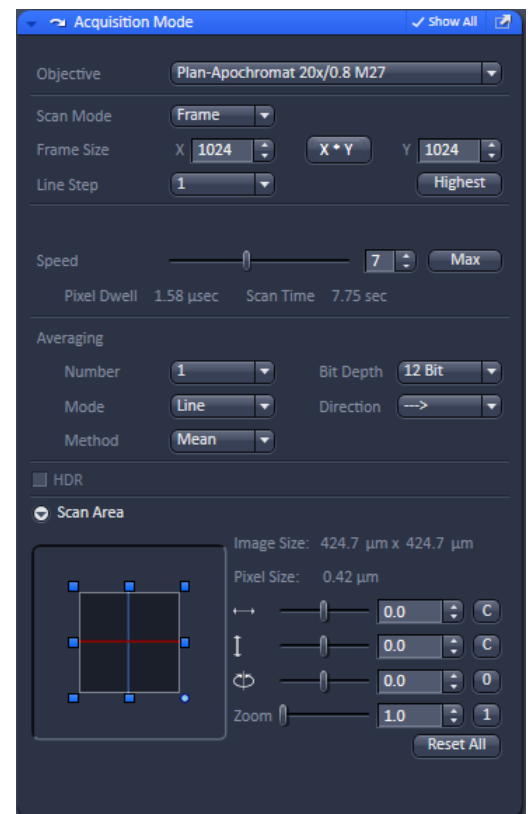 Acquisition Mode ✓ Show All
Objective Plan-Apochromat 20x/0.8 M27
Scan Mode Frame
Frame Size X 1024 X * Y Y 1024
Line Step 1 Highest
Speed 7 Max
Pixel Dwell 1.58 µsec Scan Time 7.75 sec
Averaging
Number 1 Bit Depth 12 Bit
Mode Line Direction --->
Method Mean
HDR
Scan Area
Image Size: 424.7 µm x 424.7 µm
Pixel Size: 0.42 µm
0.0 C
0.0 C
0.0 0
Zoom 1.0 1
Reset All